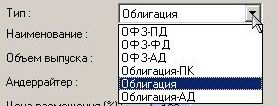 Тип : Облигация
Наименование : ОФЗ-ПД
ОФЗ-ФД
Объем выпуска : ОФЗ-АД
Облигация-ПК
Андеррайтер : Облигация
Облигация-АД